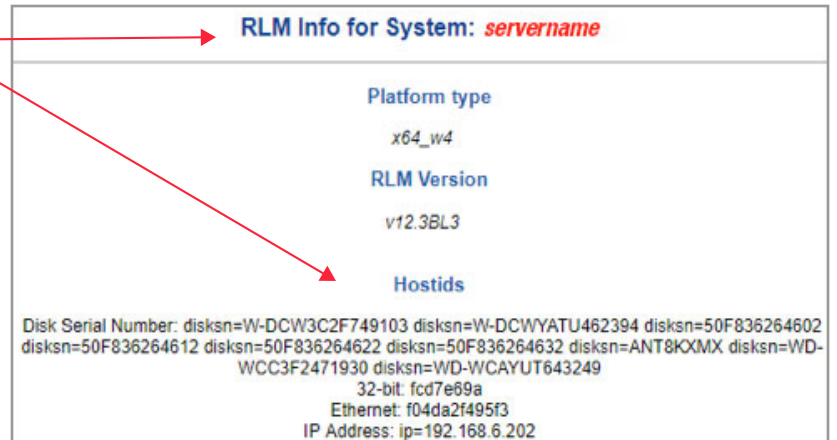 RLM Info for System: servername
Platform type
x64_w4
RLM Version
v12.3BL3
Hostids
Disk Serial Number: disksn=W-DCW3C2F749103 disksn=W-DCWYATU462394 disksn=50F836264602
disksn=50F836264612 disksn=50F836264622 disksn=50F836264632 disksn=ANT8KXMX disksn=WD-
WCC3F2471930 disksn=WD-WCAYUT643249
32-bit: fcd7e69a
Ethernet: f04da2f495f3
IP Address: ip=192.168.6.202